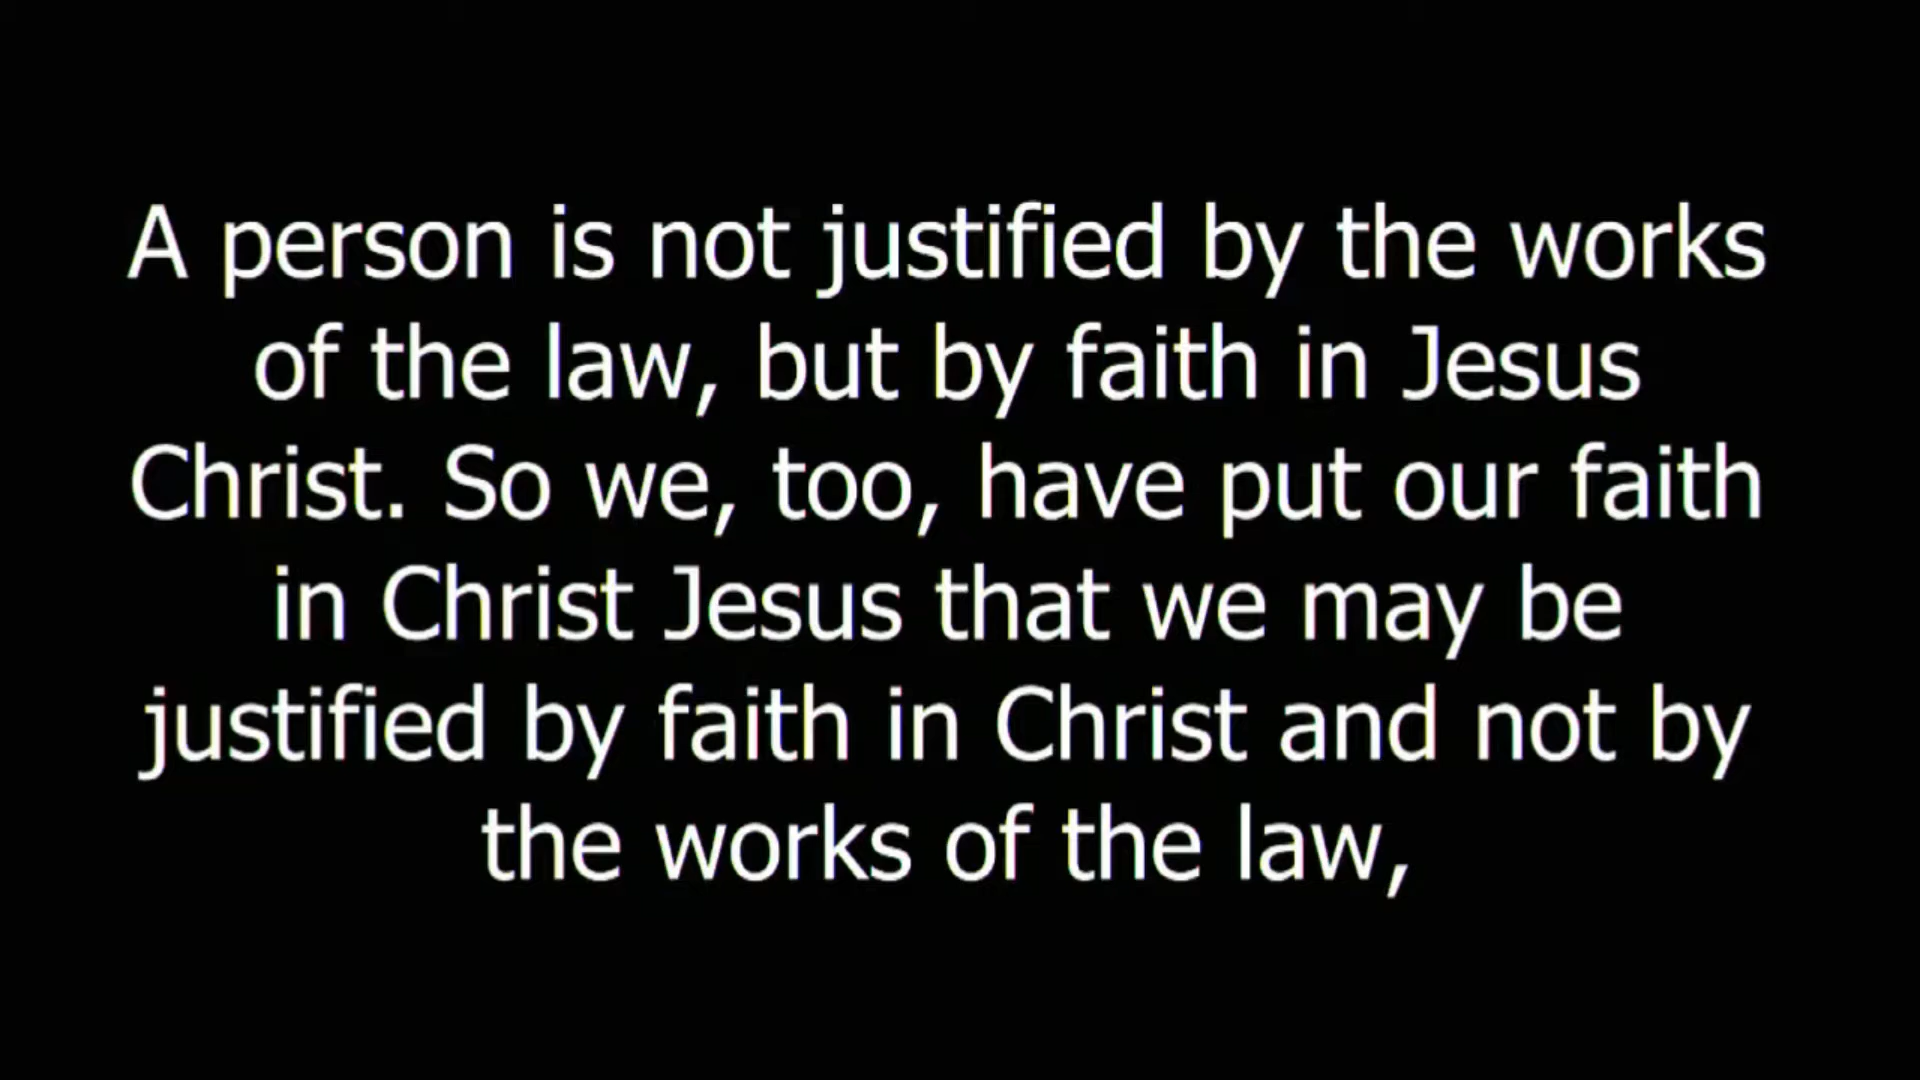 A person is not justified by the works
of the law, but by faith in Jesus
Christ. So we, too, have put our faith
in Christ Jesus that we may be
justified by faith in Christ and not by
the works of the law,